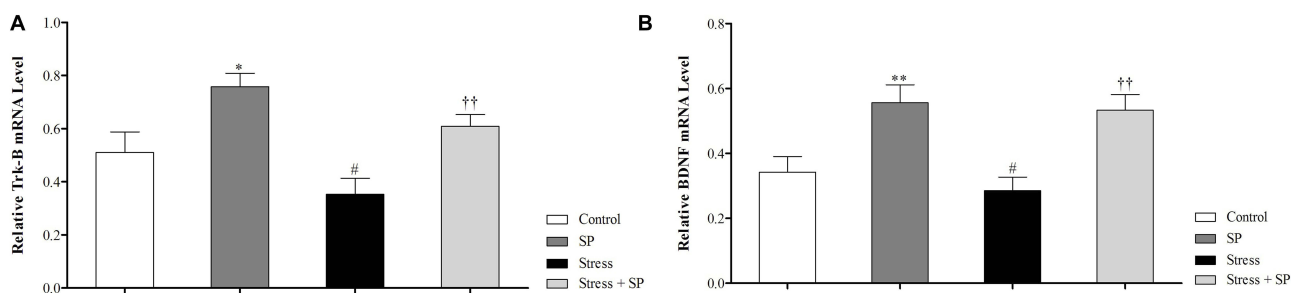 A
Relative Trk-B mRNA Level
1.0
0.8
0.6
0.4
0.2
0.0
*
#
††
Control
SP
Stress
Stress + SP
B
Relative BDNF mRNA Level
0.8
0.6
0.4
0.2
0.0
**
#
††
Control
SP
Stress
Stress + SP